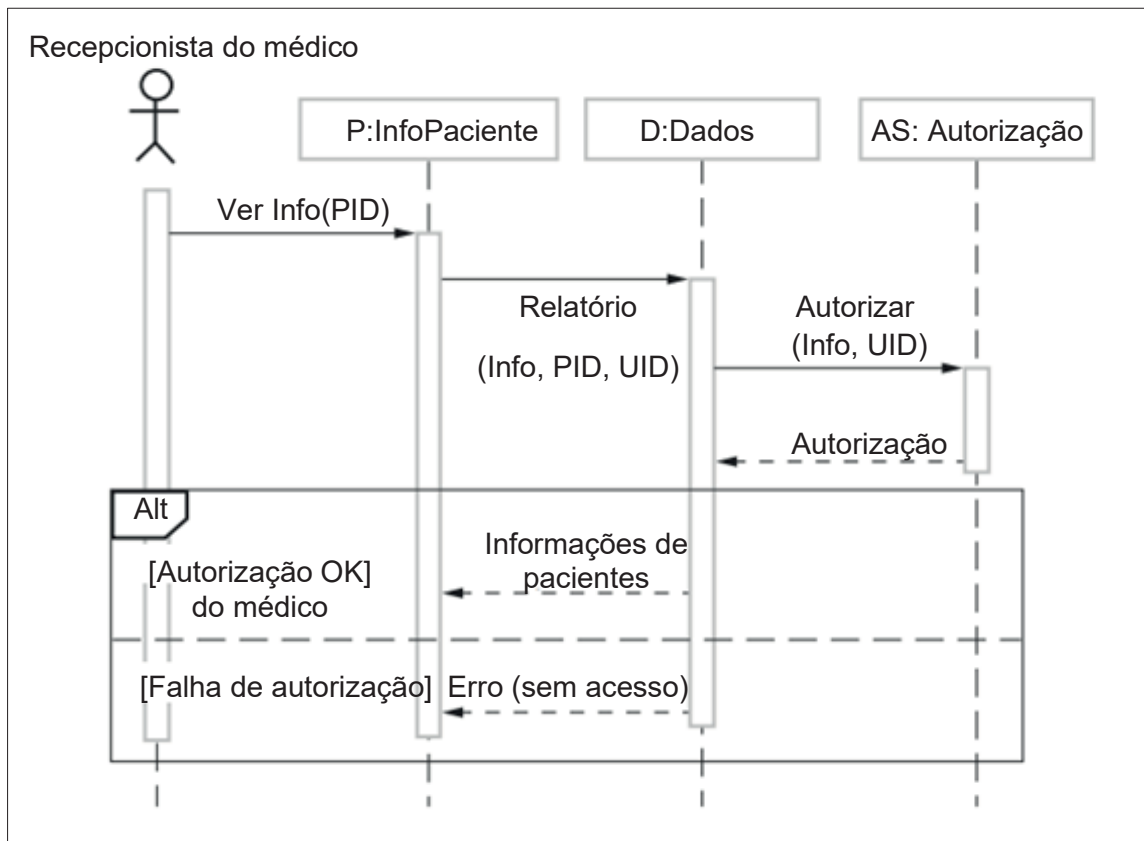 Recepcionista do médico
P:InfoPaciente
D:Dados
AS: Autorização
Ver Info(PID)
Relatório
(Info, PID, UID)
Autorizar
(Info, UID)
Autorização
Alt
[Autorização OK]
do médico
Informações de
pacientes
[Falha de autorização]
Erro (sem acesso)